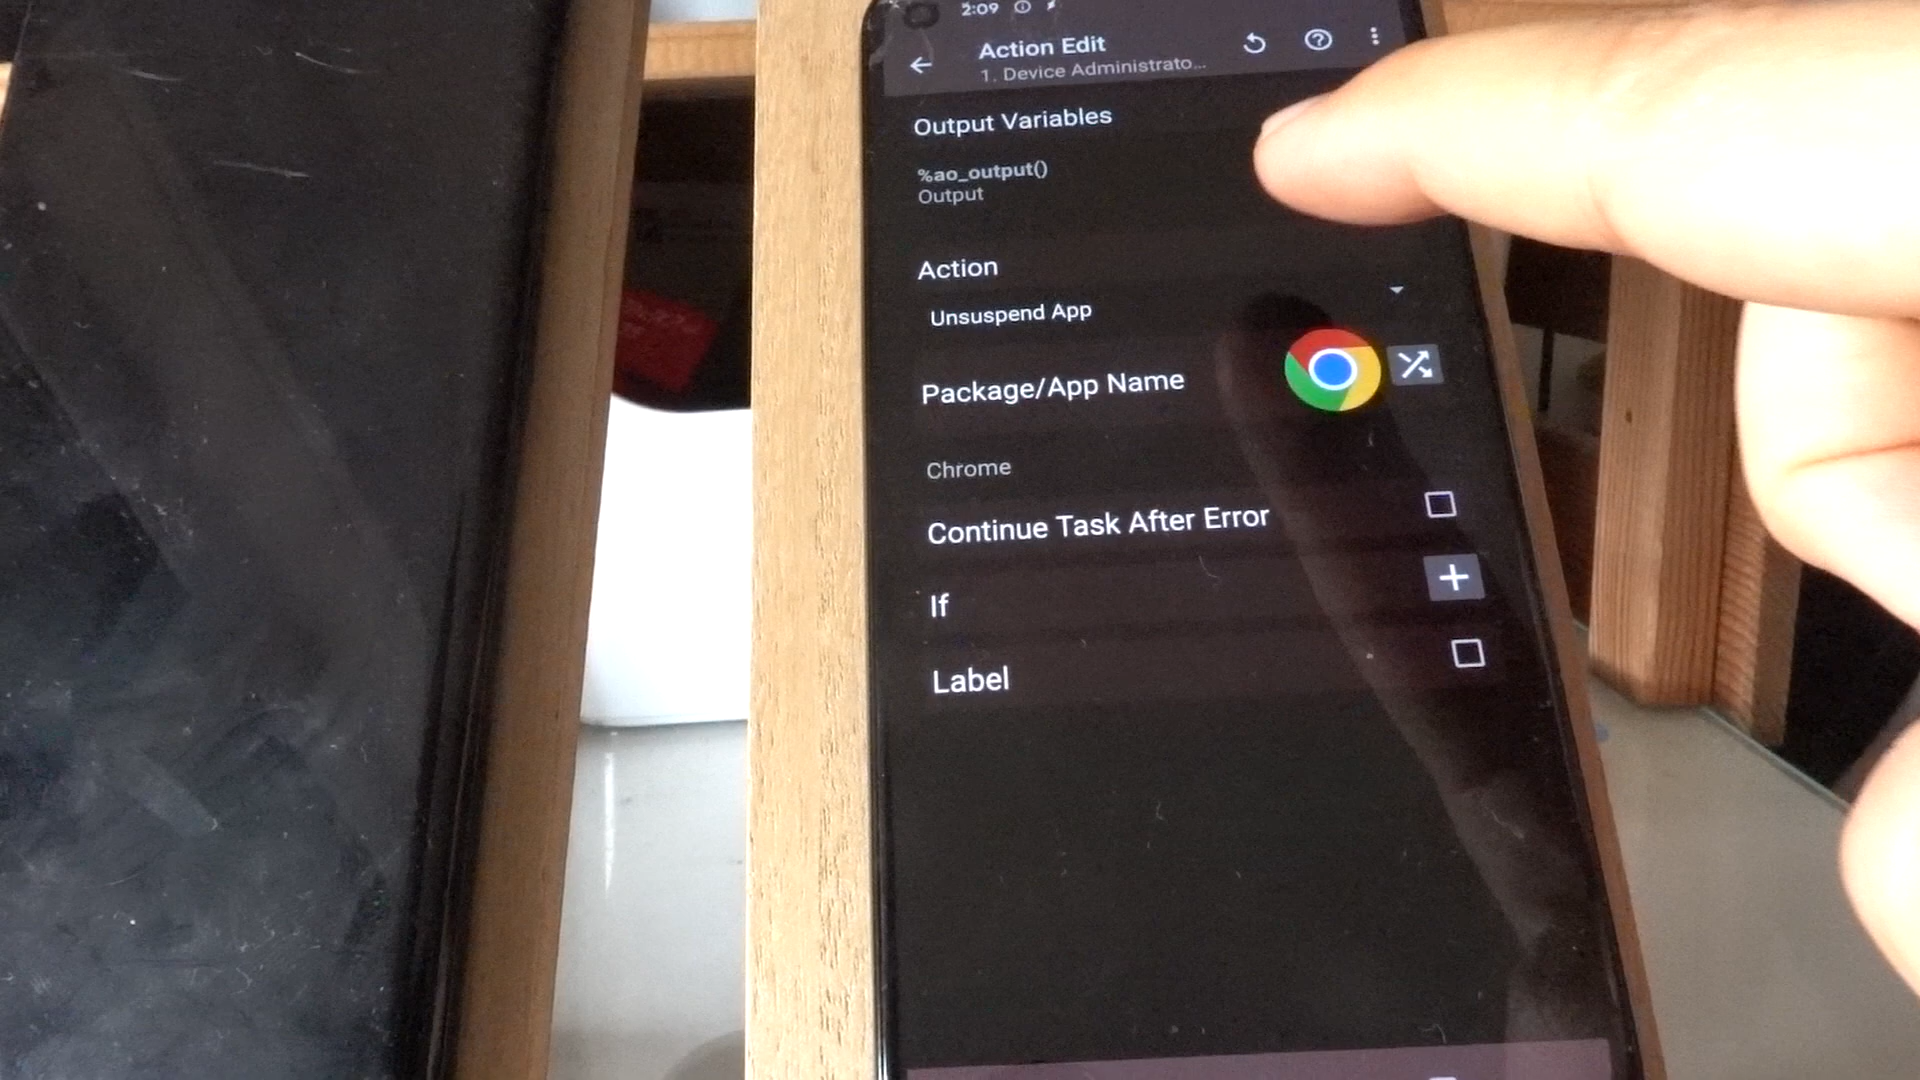 2:09
Action Edit
1. Device Administrato...
Output Variables
%ao_output()
Output
Action
Unsuspend App
Package/App Name
Chrome
Continue Task After Error
If
Label